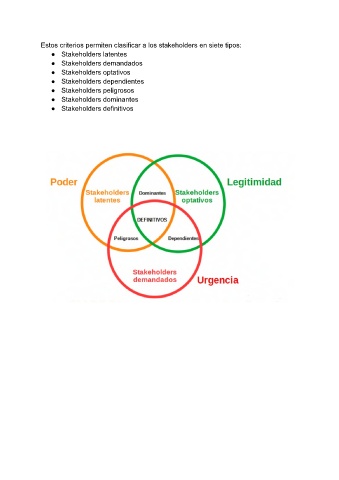 Estos criterios permiten clasificar a los stakeholders en siete tipos:
● Stakeholders latentes
● Stakeholders demandados
● Stakeholders optativos
● Stakeholders dependientes
● Stakeholders peligrosos
● Stakeholders dominantes
● Stakeholders definitivos
Poder
Legitimidad
Stakeholders
latentes
Dominantes
Stakeholders
optativos
DEFINITIVOS
Peligrosos
Dependientes
Stakeholders
demandados
Urgencia